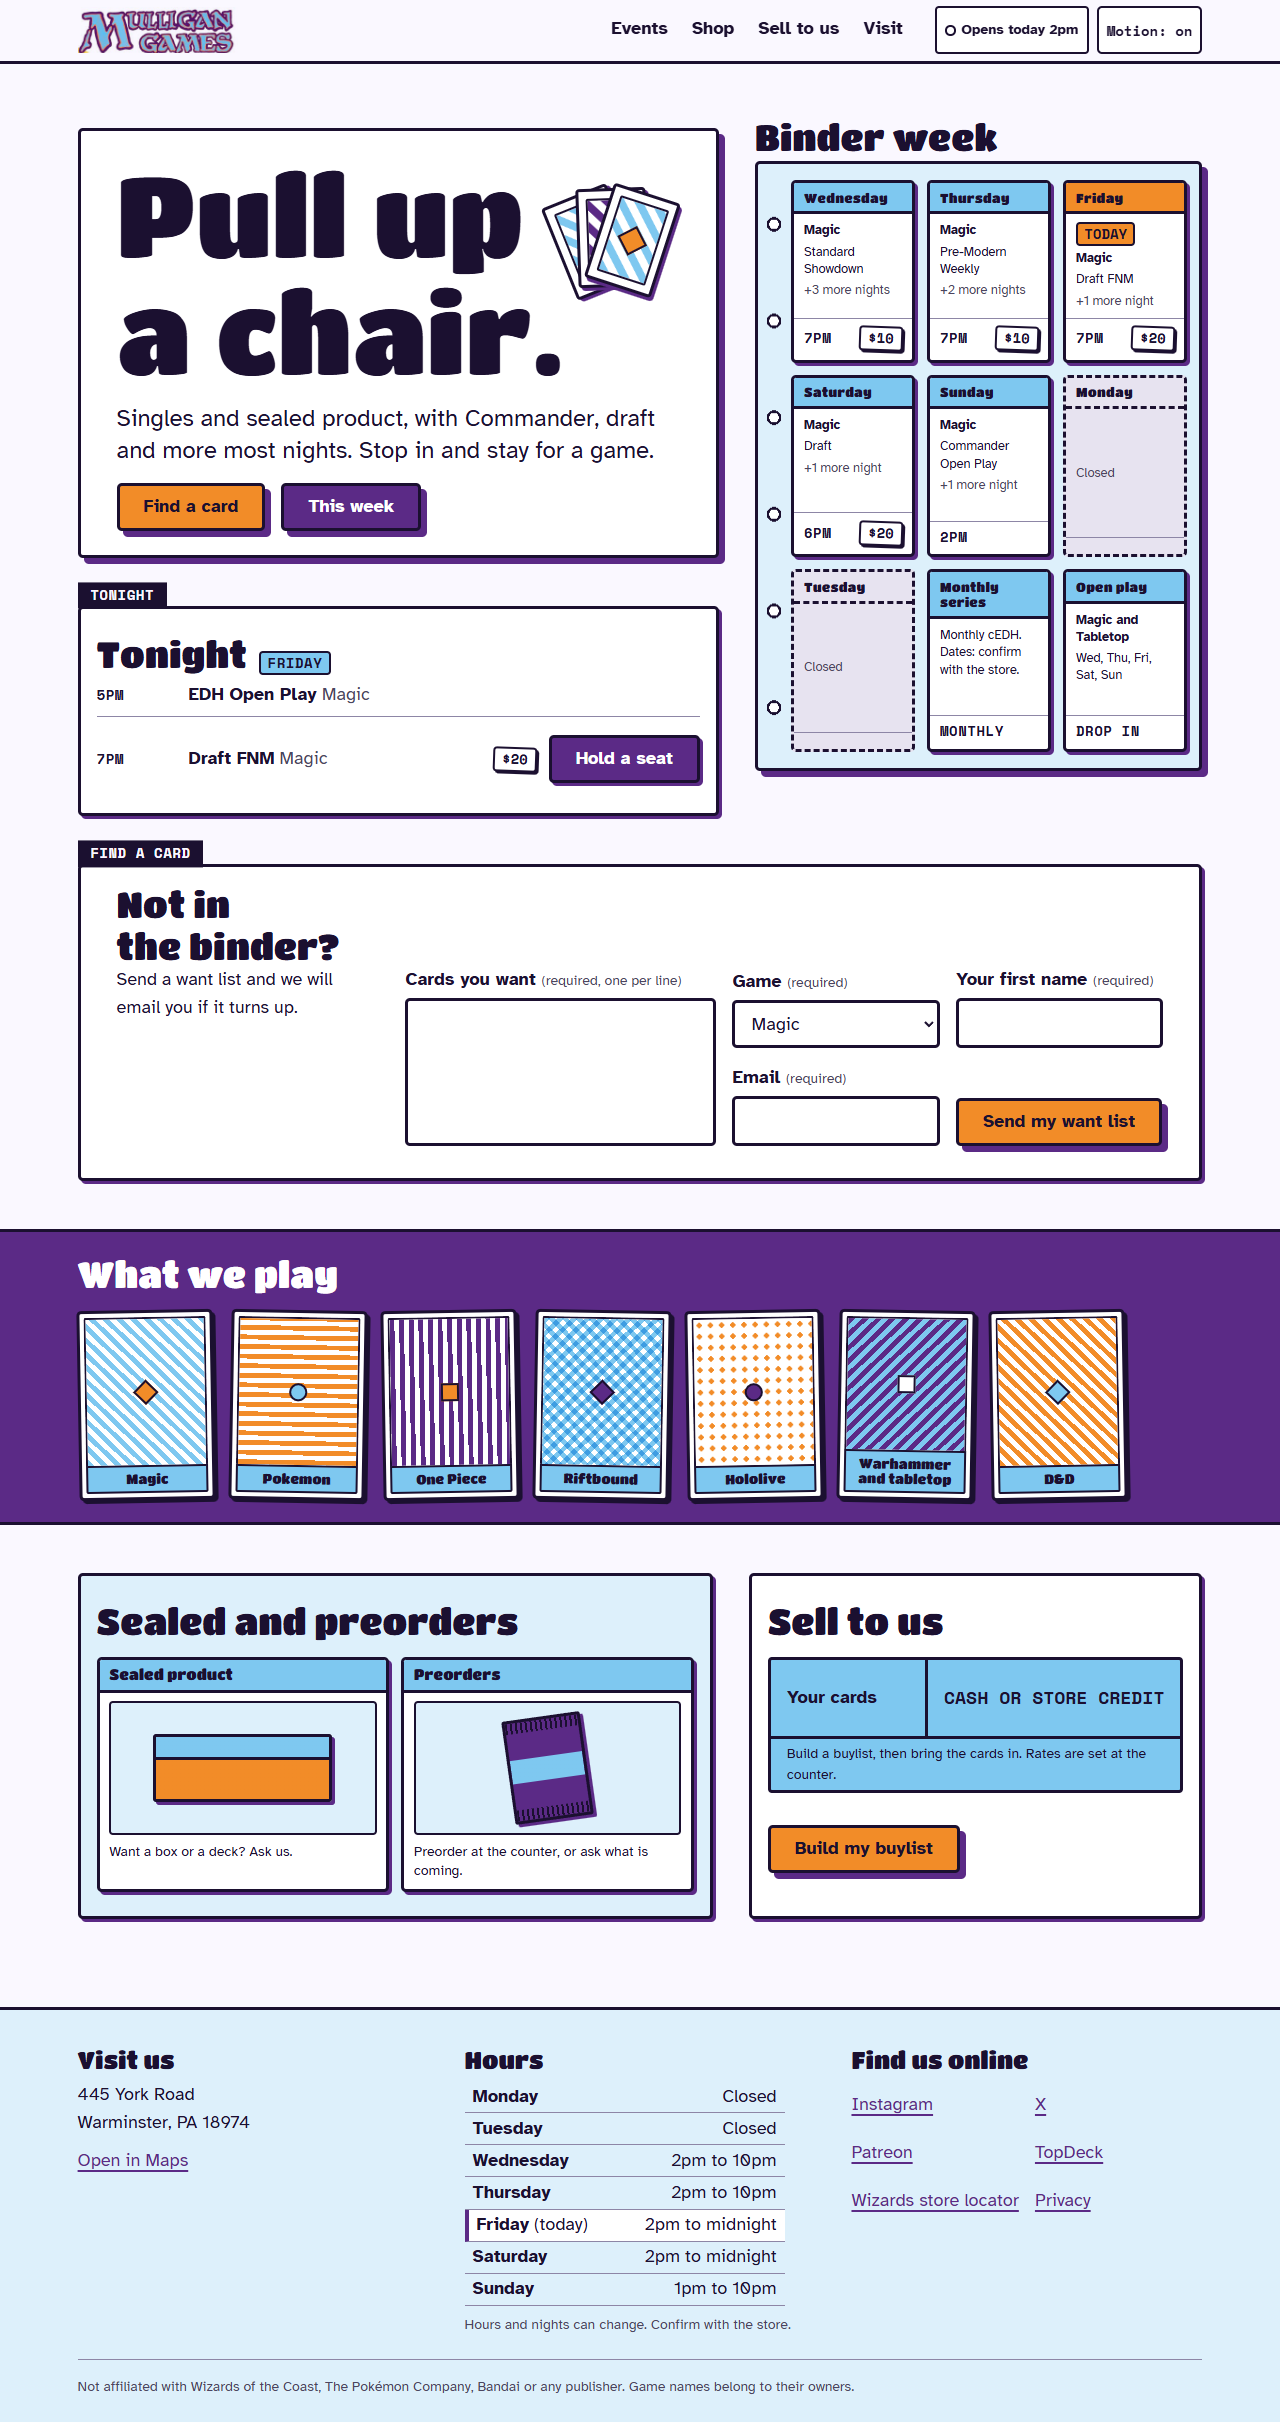 MULLIGAN
GAMES
Events
Shop
Sell to us
Visit
Opens today 2pm
Motion: on
Pull up
a chair.
Singles and sealed product, with Commander, draft
and more most nights. Stop in and stay for a game.
Find a card
This week
Binder week
Wednesday
Magic
Standard
Showdown
+3 more nights
7PM
$10
Thursday
Magic
Pre-Modern
Weekly
+2 more nights
7PM
$10
Friday
TODAY
Magic
Draft FNM
+1 more night
7PM
$20
Saturday
Magic
Draft
+1 more night
6PM
$20
Sunday
Magic
Commander
Open Play
+1 more night
2PM
Monday
Closed
Tuesday
Closed
Monthly
series
Monthly cEDH.
Dates: confirm
with the store.
MONTHLY
Open play
Magic and
Tabletop
Wed, Thu, Fri,
Sat, Sun
DROP IN
TONIGHT
Tonight FRIDAY
5PM EDH Open Play Magic
7PM Draft FNM Magic $20 Hold a seat
FIND A CARD
Not in
the binder?
Send a want list and we will
email you if it turns up.
Cards you want (required, one per line)
Game (required)
Magic
Your first name (required)
Email (required)
Send my want list
What we play
Magic
Pokemon
One Piece
Riftbound
Hololive
Warhammer
and tabletop
D&D
Sealed and preorders
Sealed product
Want a box or a deck? Ask us.
Preorders
Preorder at the counter, or ask what is
coming.
Sell to us
Your cards
CASH OR STORE CREDIT
Build a buylist, then bring the cards in. Rates are set at the
counter.
Build my buylist
Visit us
445 York Road
Warminster, PA 18974
Open in Maps
Hours
Monday Closed
Tuesday Closed
Wednesday 2pm to 10pm
Thursday 2pm to 10pm
Friday (today) 2pm to midnight
Saturday 2pm to midnight
Sunday 1pm to 10pm
Hours and nights can change. Confirm with the store.
Find us online
Instagram
X
Patreon
TopDeck
Wizards store locator
Privacy
Not affiliated with Wizards of the Coast, The Pokémon Company, Bandai or any publisher. Game names belong to their owners.